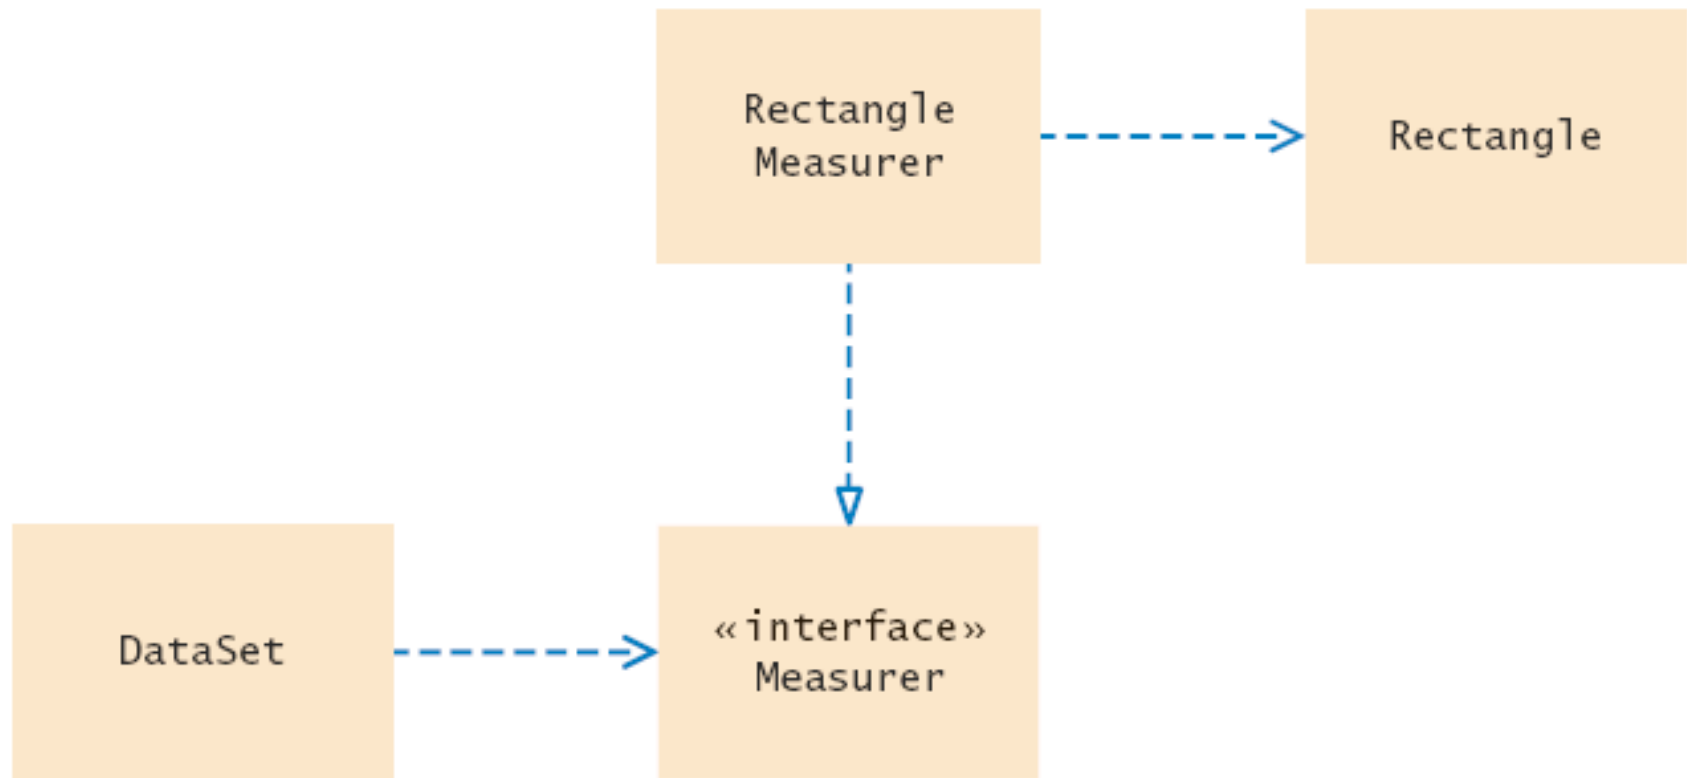 Rectangle
Measurer
Rectangle
DataSet
«interface»
Measurer